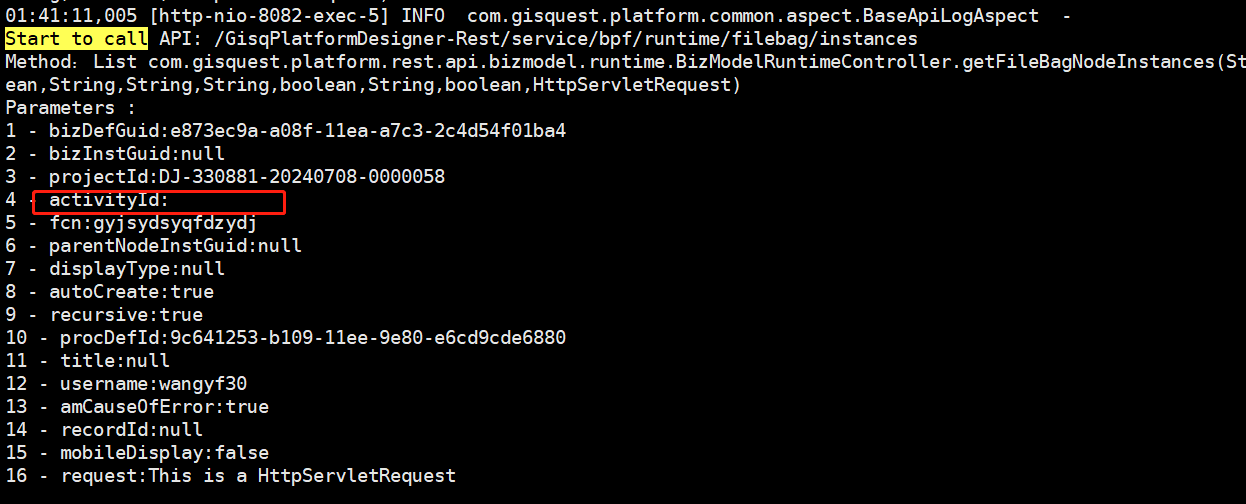 01:41:11,005 [http-nio-8082-exec-5] INFO  com.gisquest.platform.common.aspect.BaseApiLogAspect  -
Start to call API: /GisqPlatformDesigner-Rest/service/bpf/runtime/filebag/instances
Method：List com.gisquest.platform.rest.api.bizmodel.runtime.BizModelRuntimeController.getFileBagNodeInstances(St
ean,String,String,String,boolean,String,boolean,HttpServletRequest)
Parameters :
1 - bizDefGuid:e873ec9a-a08f-11ea-a7c3-2c4d54f01ba4
2 - bizInstGuid:null
3 - projectId:DJ-330881-20240708-0000058
4 - activityId:
5 - fcn:gyjsydsyqfdzydj
6 - parentNodeInstGuid:null
7 - displayType:null
8 - autoCreate:true
9 - recursive:true
10 - procDefId:9c641253-b109-11ee-9e80-e6cd9cde6880
11 - title:null
12 - username:wangyf30
13 - amCauseOfError:true
14 - recordId:null
15 - mobileDisplay:false
16 - request:This is a HttpServletRequest